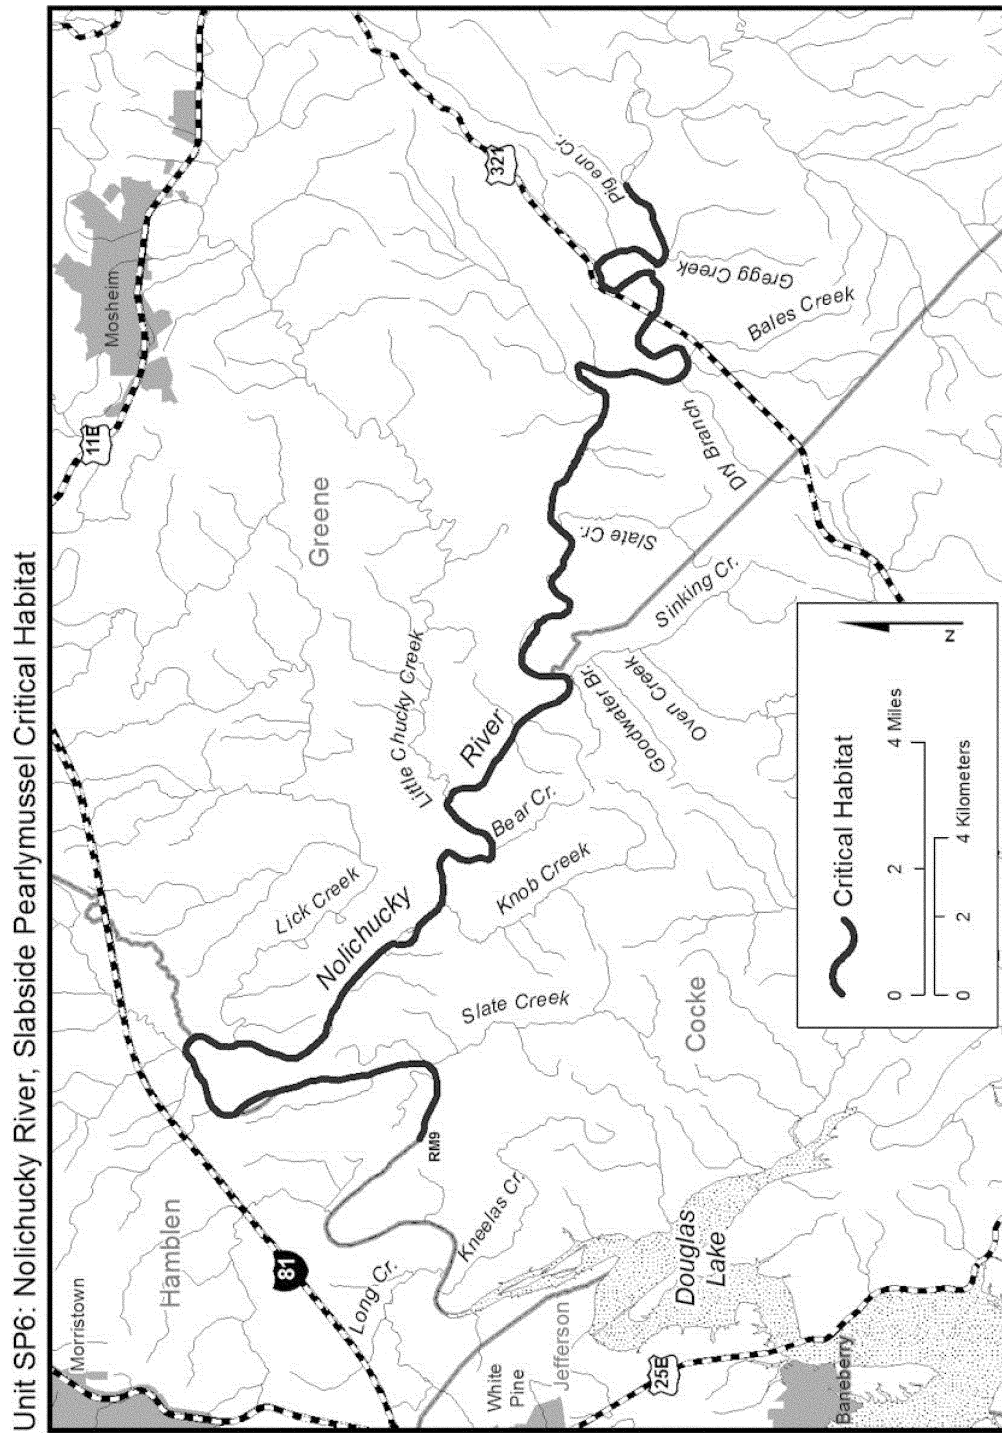 Unit SP6: Nolichucky River, Slabside Pearlymussel Critical Habitat
Morristown
Hamblen
81
Long Cr.
White
Pine
Jefferson
25E
Baneberry
Kneelas Cr.
Douglas
Lake
RM9
Lick Creek
Nolichucky
River
Slate Creek
Cocke
Knob Creek
Bear Cr.
Little Chucky Creek
Greene
Goodwater Br.
Oven Creek
Sinking Cr.
Slate Cr.
Dry Branch
11E
Mosheim
321
Pigeon Cr.
Gregg Creek
Bales Creek
Critical Habitat
0 2 4 Miles
0 2 4 Kilometers
N